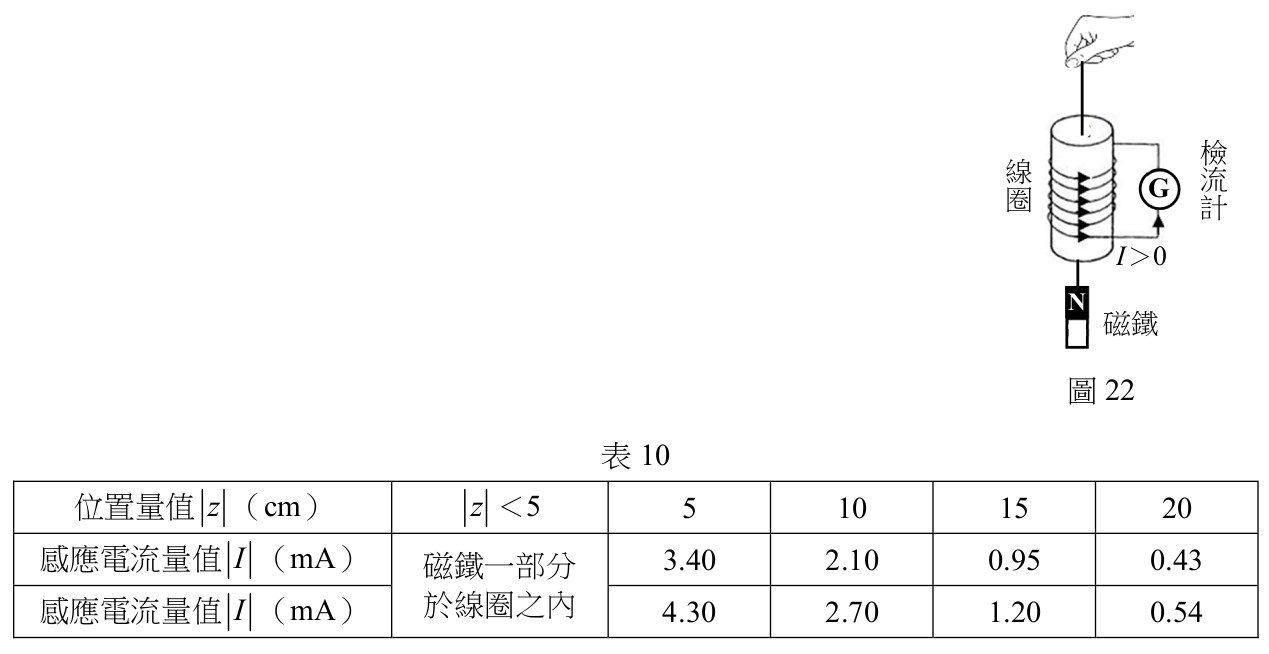 線圈
檢流計
G
I＞0
N
磁鐵
圖 22
表 10
位置量值|z|（cm） |z|＜5 5 10 15 20
感應電流量值|I|（mA） 磁鐵一部分於線圈之內 3.40 2.10 0.95 0.43
感應電流量值|I|（mA） 4.30 2.70 1.20 0.54